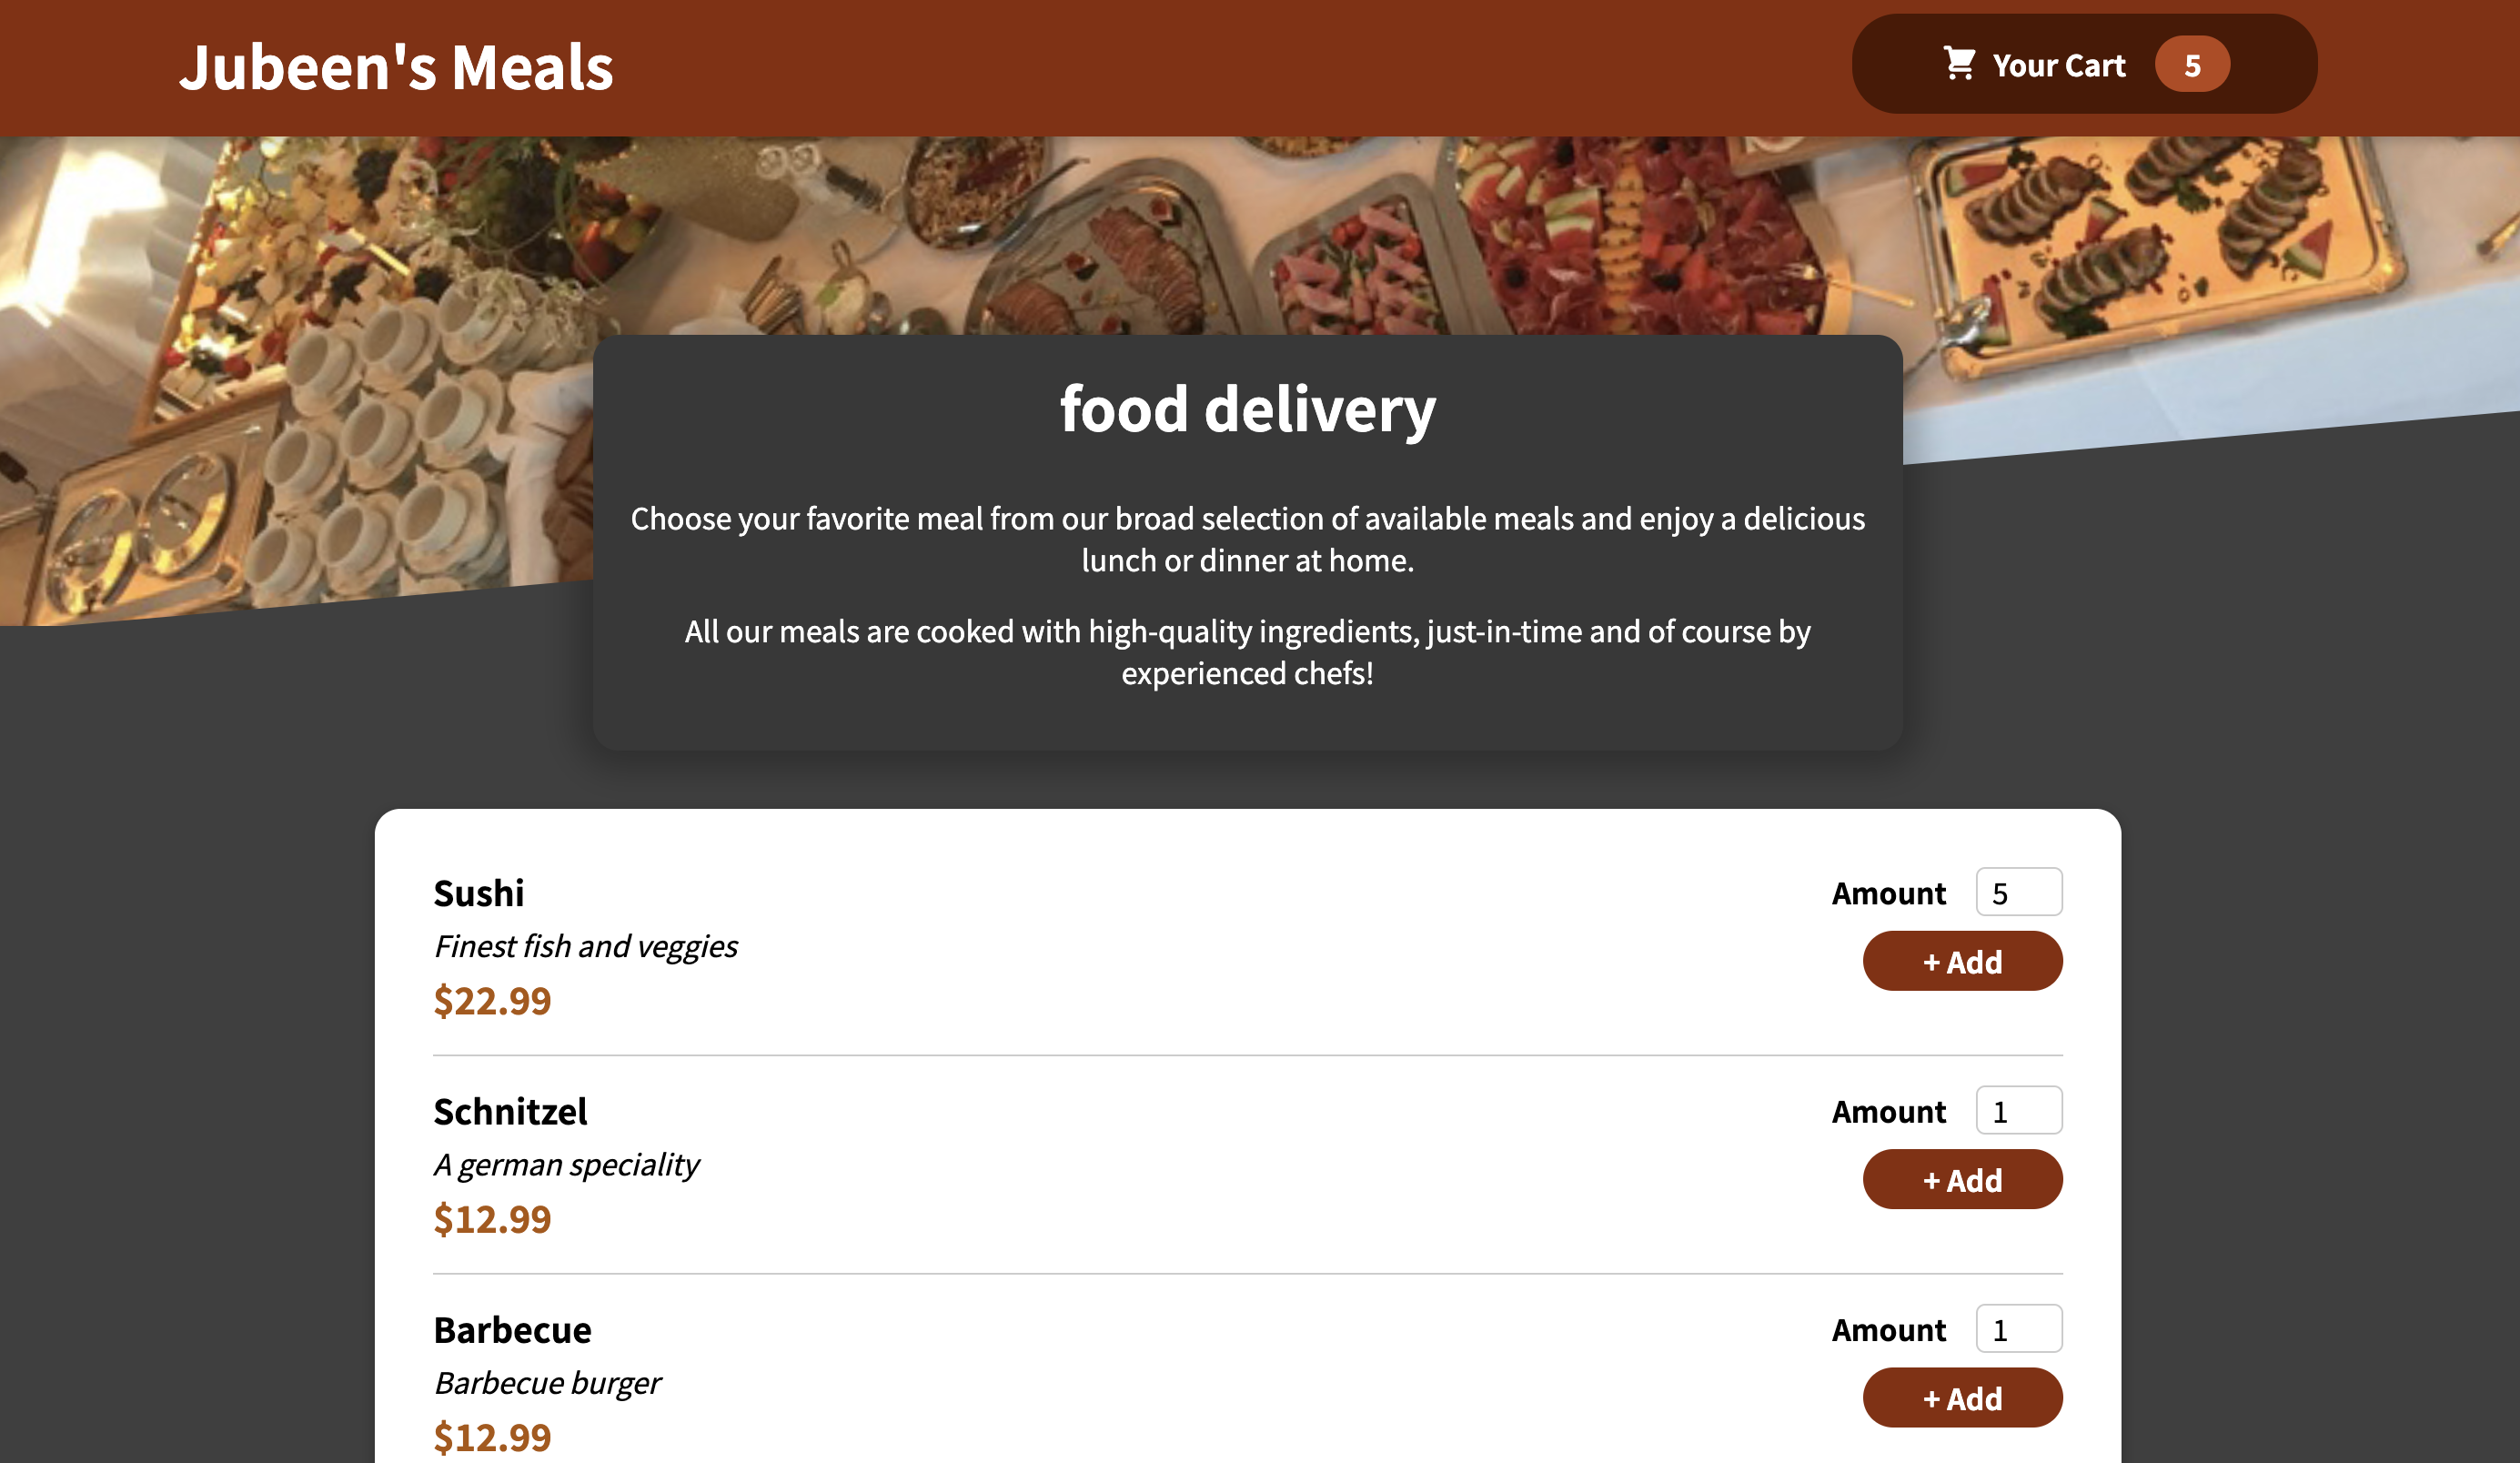 Jubeen's Meals
Your Cart 5
food delivery
Choose your favorite meal from our broad selection of available meals and enjoy a delicious
lunch or dinner at home.
All our meals are cooked with high-quality ingredients, just-in-time and of course by
experienced chefs!
Sushi
Finest fish and veggies
$22.99
Amount 5
+ Add
Schnitzel
A german speciality
$12.99
Amount 1
+ Add
Barbecue
Barbecue burger
$12.99
Amount 1
+ Add